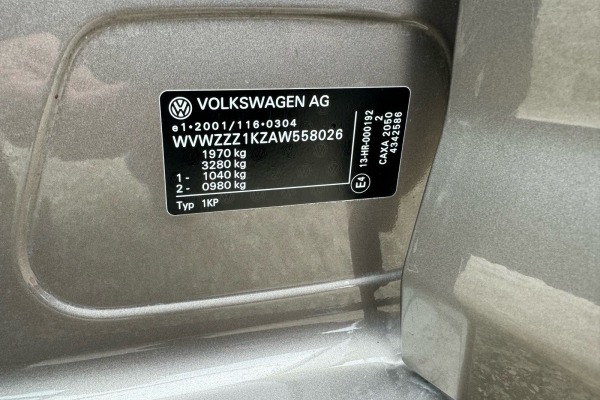 VOLKSWAGEN AG
e1*2001/116*0304
WVWZZZ1KZAW558026
1970 kg
3280 kg
1- 1040 kg
2- 0980 kg
Typ 1KP
E4
13-HR-000192
2
CAXA 2050
4342586